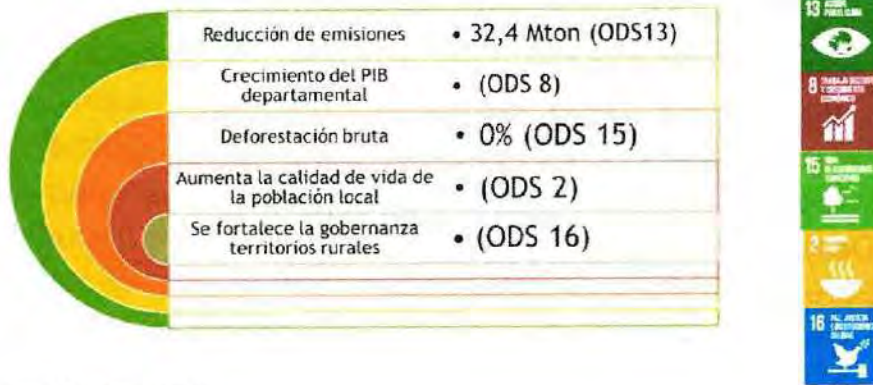 Reducción de emisiones
• 32,4 Mton (ODS13)
Crecimiento del PIB
departamental
• (ODS 8)
Deforestación bruta
• 0% (ODS 15)
Aumenta la calidad de vida de
la población local
• (ODS 2)
Se fortalece la gobernanza
territorios rurales
• (ODS 16)
13
8
15
2
16